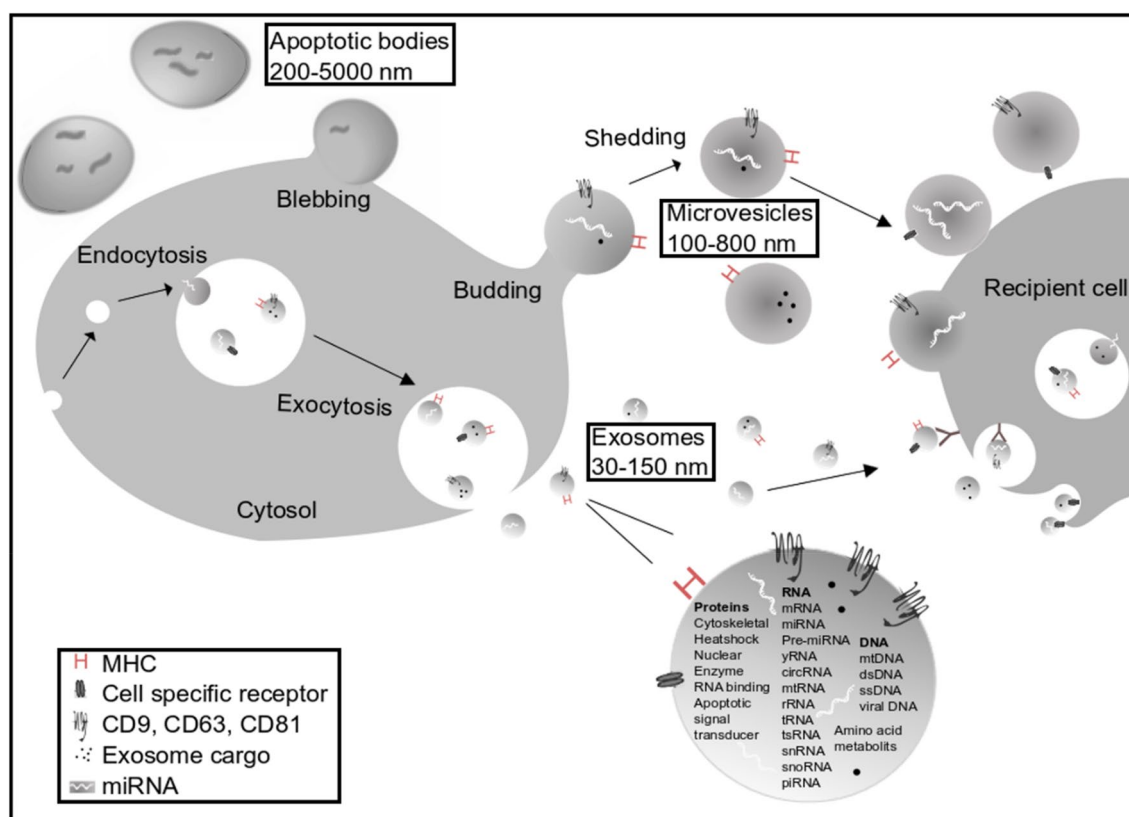 Apoptotic bodies
200-5000 nm
Shedding
Blebbing
Microvesicles
100-800 nm
Endocytosis
Budding
Recipient cell
Exocytosis
Exosomes
30-150 nm
Cytosol
Proteins
Cytoskeletal
Heatshock
Nuclear
Enzyme
RNA binding
Apoptotic
signal
transducer
RNA
mRNA
miRNA
Pre-miRNA
yRNA
circRNA
mtRNA
rRNA
tRNA
tsRNA
snRNA
snoRNA
piRNA
DNA
mtDNA
dsDNA
ssDNA
viral DNA
Amino acid
metabolits
MHC
Cell specific receptor
CD9, CD63, CD81
Exosome cargo
miRNA